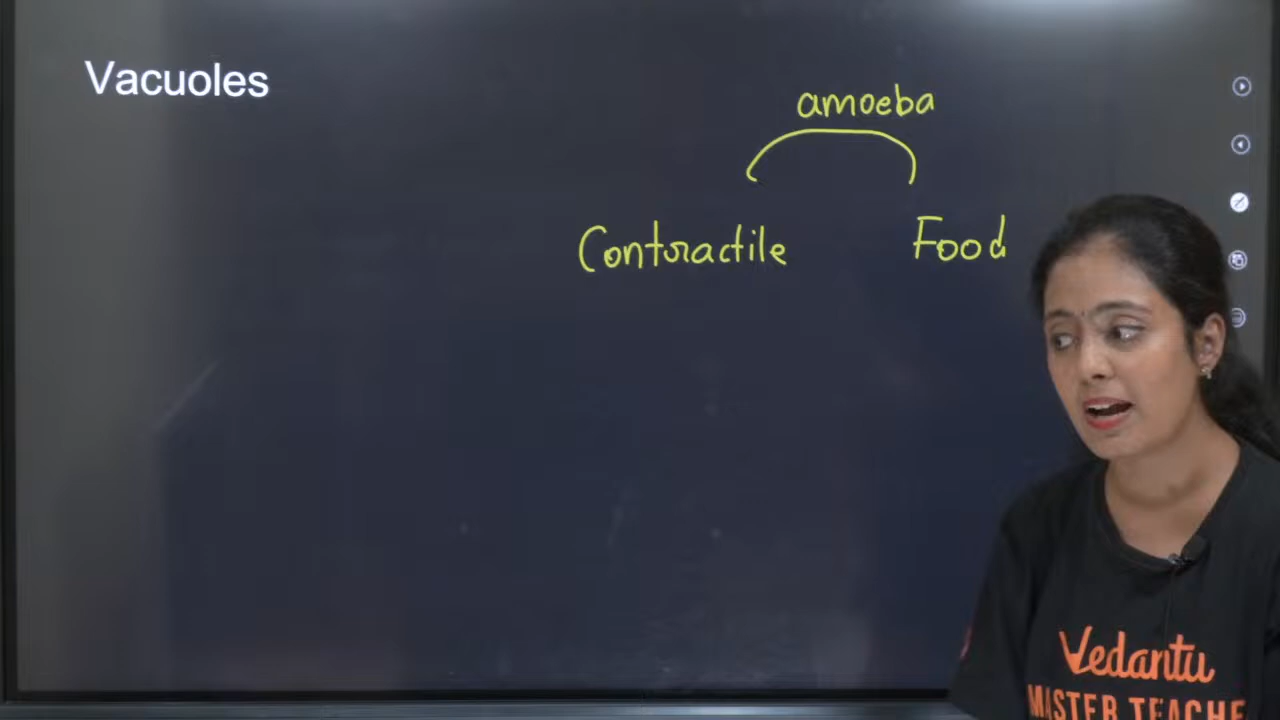 Vacuoles
amoeba
Contractile Food
Vedantu
MASTER TEACHE